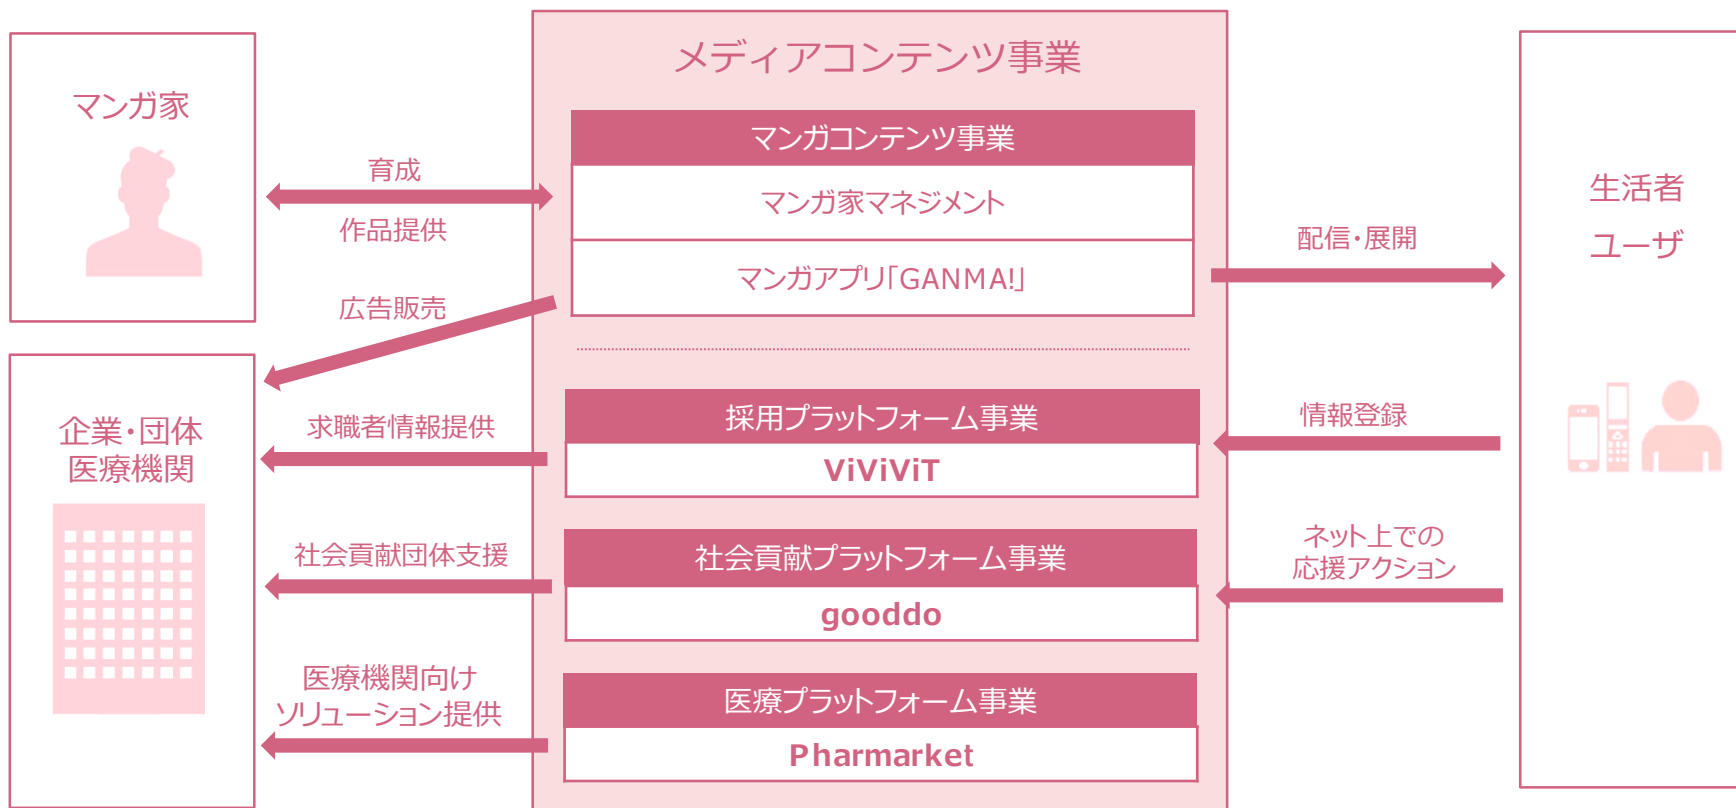 メディアコンテンツ事業
マンガ家
マンガコンテンツ事業
マンガ家マネジメント
マンガアプリ「GANMA!」
育成
作品提供
広告販売
配信・展開
生活者
ユーザ
企業・団体
医療機関
求職者情報提供
採用プラットフォーム事業
ViViViT
情報登録
社会貢献団体支援
社会貢献プラットフォーム事業
gooddo
ネット上での
応援アクション
医療機関向け
ソリューション提供
医療プラットフォーム事業
Pharmarket